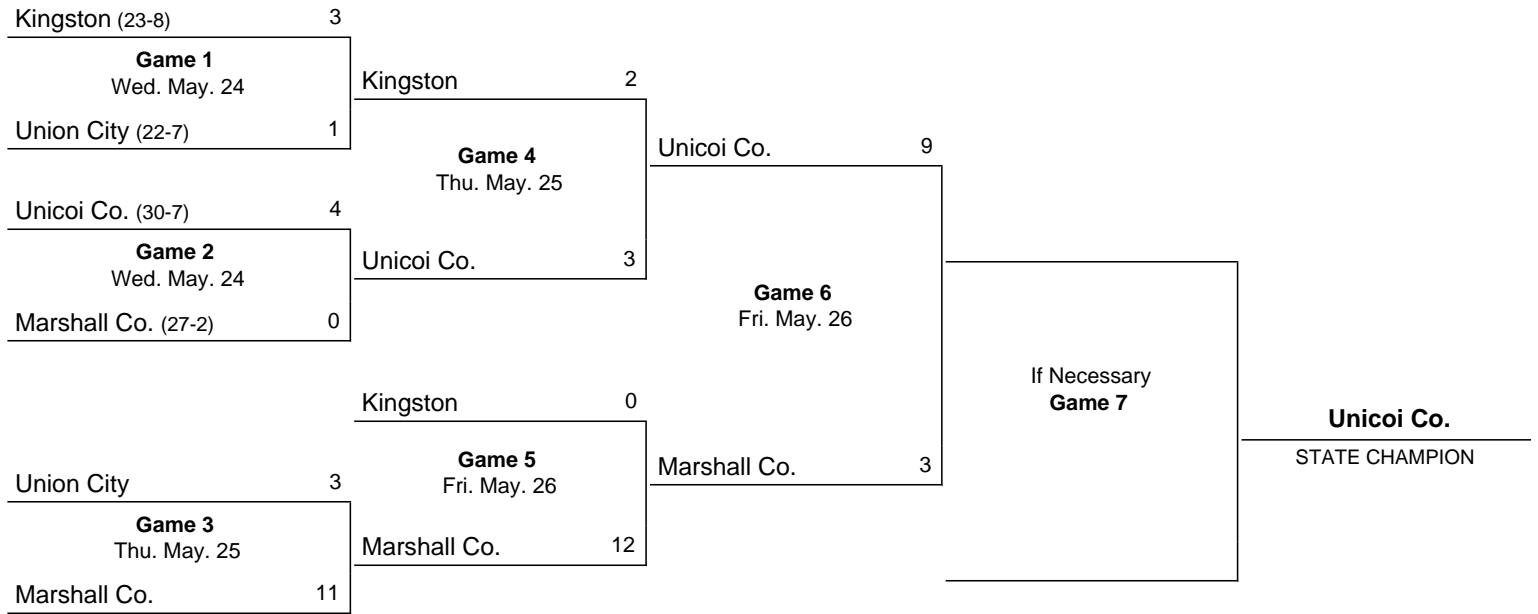 Kingston (23-8) 3
Game 1
Wed. May. 24
Union City (22-7) 1
Unicoi Co. (30-7) 4
Game 2
Wed. May. 24
Marshall Co. (27-2) 0
Union City 3
Game 3
Thu. May. 25
Marshall Co. 11
Kingston 2
Game 4
Thu. May. 25
Unicoi Co. 3
Kingston 0
Game 5
Fri. May. 26
Marshall Co. 12
Unicoi Co. 9
Game 6
Fri. May. 26
Marshall Co. 3
If Necessary
Game 7
Unicoi Co.
STATE CHAMPION